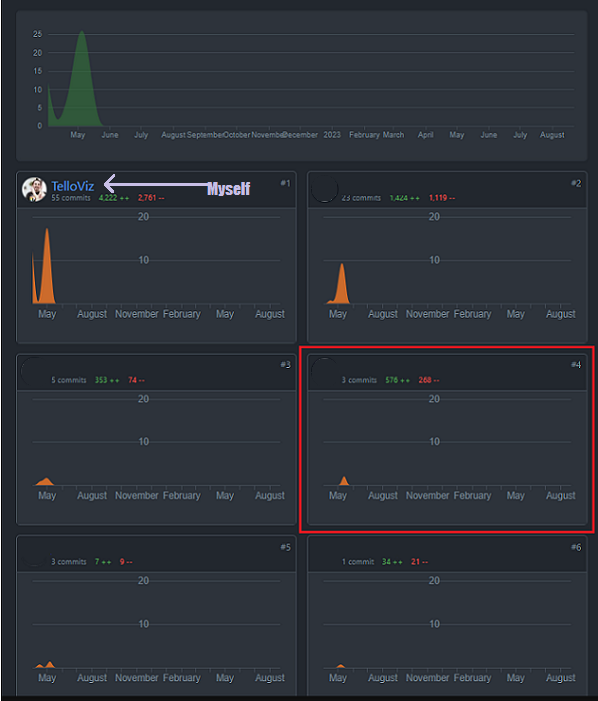 25
20
15
10
5
0
May June July August September October November December 2023 February March April May June July August
TelloViz Myself #1
55 commits 4,222 ++ 2,761 --
20
10
May August November February May August
#2
23 commits 1,424 ++ 1,119 --
20
10
May August November February May August
#3
5 commits 353 ++ 74 --
20
10
May August November February May August
#4
3 commits 576 ++ 268 --
20
10
May August November February May August
#5
3 commits 7 ++ 9 --
20
10
May August November February May August
#6
1 commit 34 ++ 21 --
20
10
May August November February May August